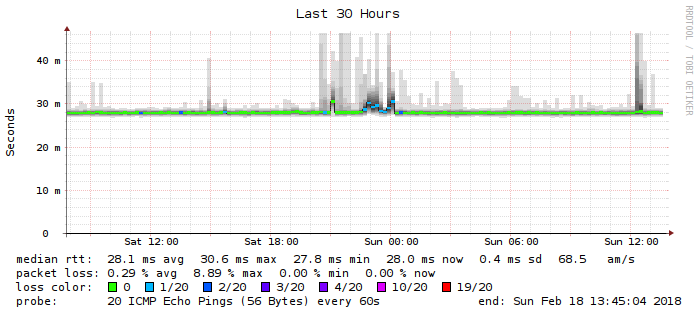 Last 30 Hours
RRDTOOL / TOBI OETIKER
Seconds
40 m
30 m
20 m
10 m
0
Sat 12:00 Sat 18:00 Sun 00:00 Sun 06:00 Sun 12:00
median rtt: 28.1 ms avg 30.6 ms max 27.8 ms min 28.0 ms now 0.4 ms sd 68.5 am/s
packet loss: 0.29 % avg 8.89 % max 0.00 % min 0.00 % now
loss color: 0 1/20 2/20 3/20 4/20 10/20 19/20
probe: 20 ICMP Echo Pings (56 Bytes) every 60s end: Sun Feb 18 13:45:04 2018